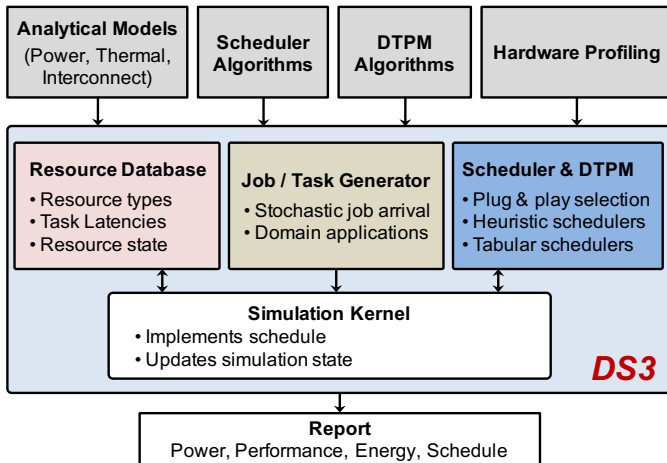 Analytical Models
(Power, Thermal,
Interconnect)
Scheduler
Algorithms
DTPM
Algorithms
Hardware Profiling
Resource Database
• Resource types
• Task Latencies
• Resource state
Job / Task Generator
• Stochastic job arrival
• Domain applications
Scheduler & DTPM
• Plug & play selection
• Heuristic schedulers
• Tabular schedulers
Simulation Kernel
• Implements schedule
• Updates simulation state
DS3
Report
Power, Performance, Energy, Schedule